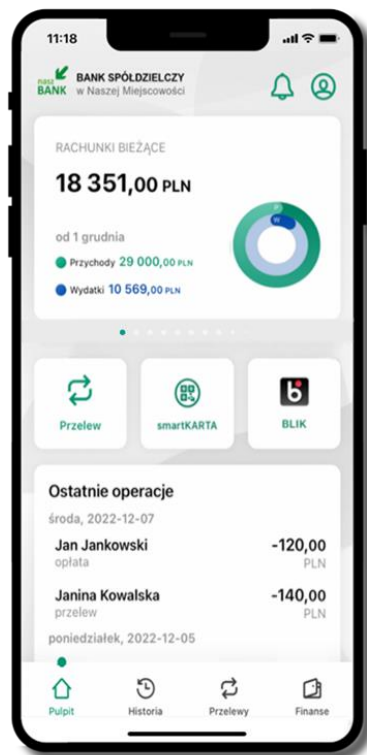 11:18
nasz BANK
BANK SPÓŁDZIELCZY
w Naszej Miejscowości
RACHUNKI BIEŻĄCE
18 351,00 PLN
od 1 grudnia
Przychody 29 000,00 PLN
Wydatki 10 569,00 PLN
P
W
Przelew
smartKARTA
BLIK
Ostatnie operacje
środa, 2022-12-07
Jan Jankowski -120,00
opłata PLN
Janina Kowalska -140,00
przelew PLN
poniedziałek, 2022-12-05
Pulpit
Historia
Przelewy
Finanse